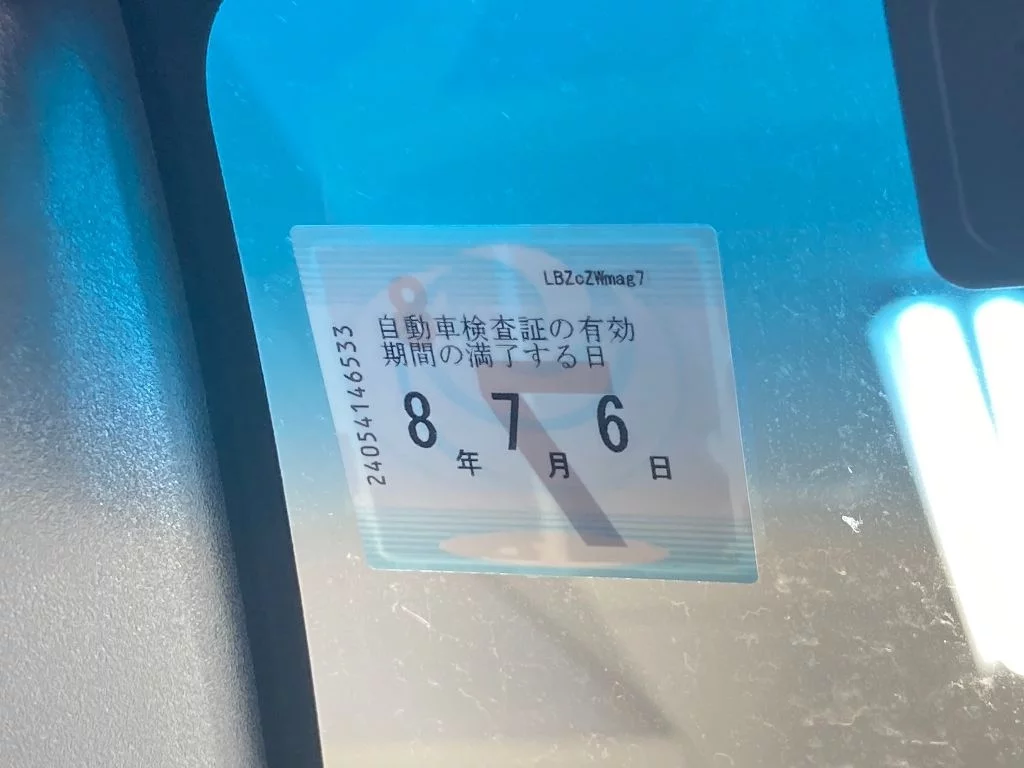 LBZcZWmag7
自動車検査証の有効
期間の満了する日
8年7月6日
240541146533